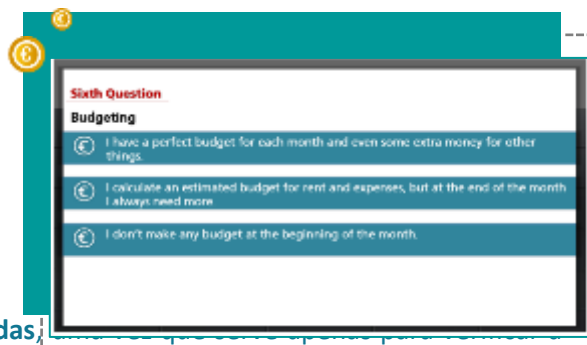 Sixth Question
Budgeting
I have a perfect budget for each month and even some extra money for other
things.
I calculate an estimated budget for rent and expenses, but at the end of the month
I always need more
I don't make any budget at the beginning of the month.
das,